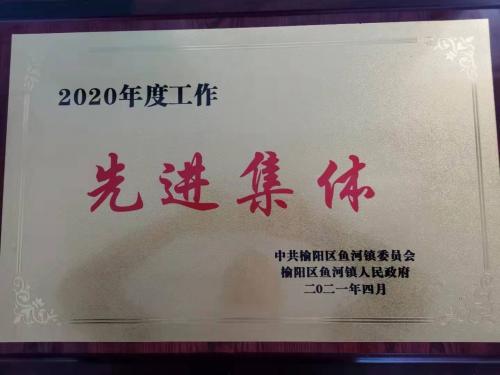 2020年度工作
先进集体
中共榆阳区鱼河镇委员会
榆阳区鱼河镇人民政府
二0二一年四月